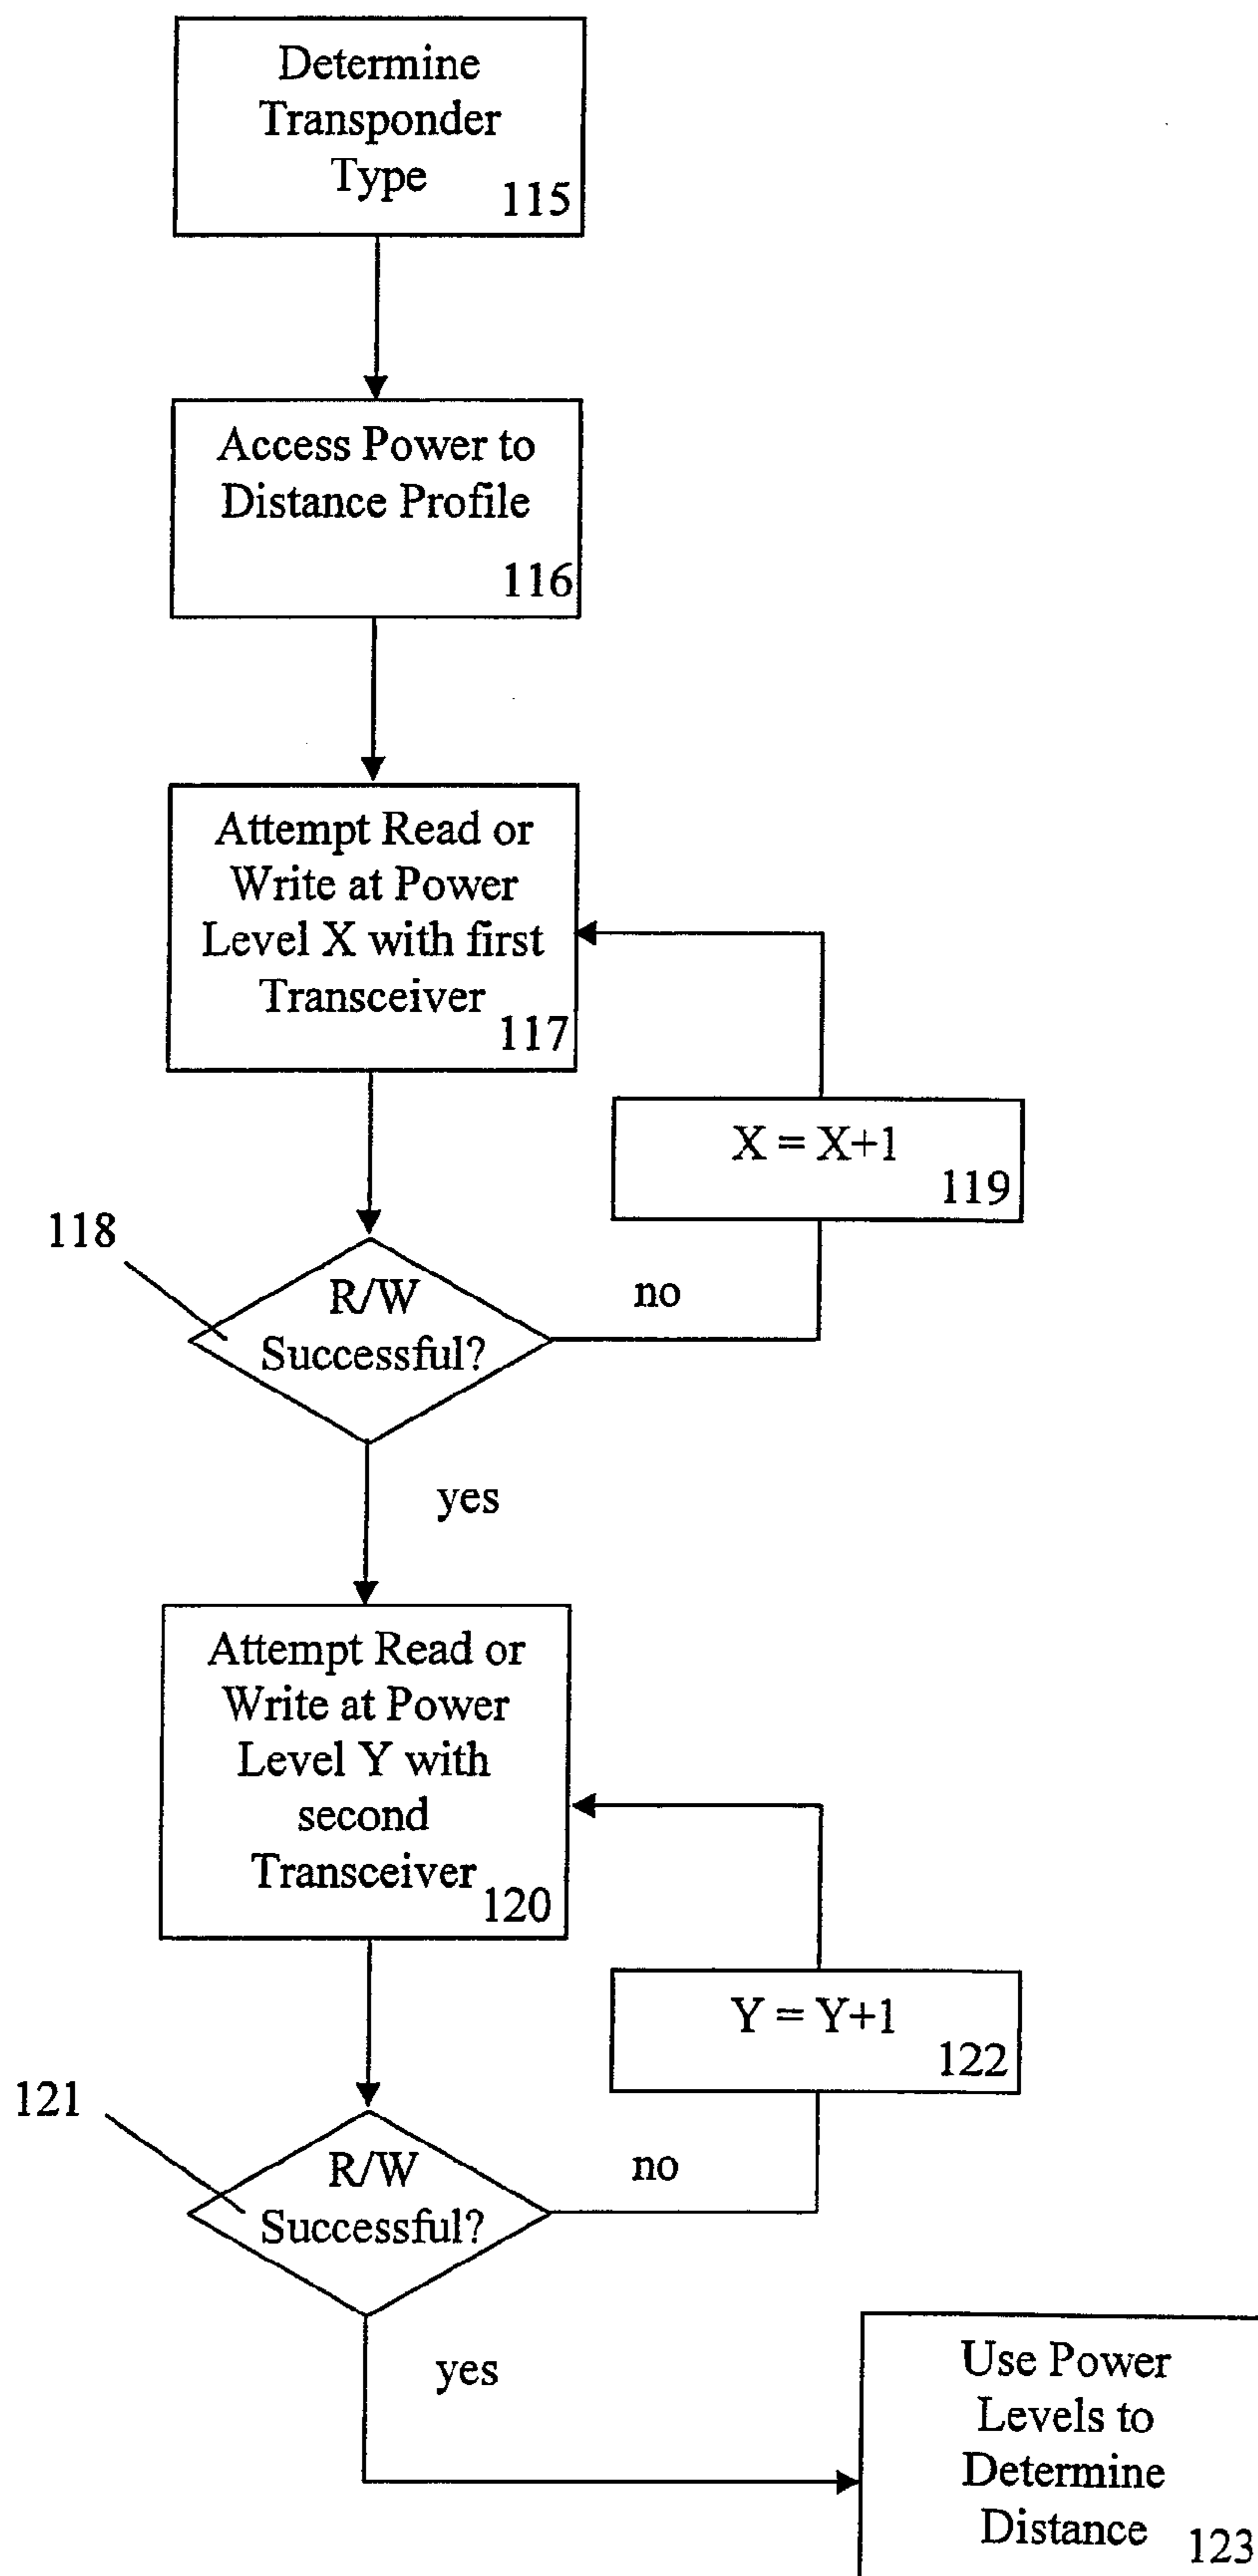 Determine
Transponder
Type
115
Access Power to
Distance Profile
116
Attempt Read or
Write at Power
Level X with first
Transceiver
117
X = X+1
119
118
R/W
Successful?
no
yes
Attempt Read or
Write at Power
Level Y with
second
Transceiver
120
Y = Y+1
122
121
R/W
Successful?
no
yes
Use Power
Levels to
Determine
Distance
123